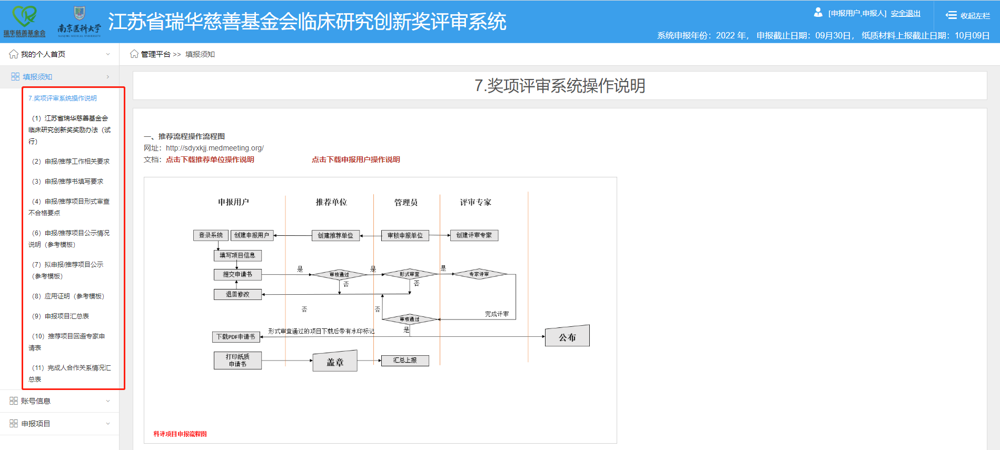 瑞华慈善基金会
RENFAST CHARITY FOUNDATION
南京医科大学
NANJING MEDICAL UNIVERSITY
江苏省瑞华慈善基金会临床研究创新奖评审系统
[申报用户,申报人] 安全退出
收起左栏
系统申报年份：2022 年， 申报截止日期：09月30日， 纸质材料上报截止日期：10月09日
我的个人首页
填报须知
7.奖项评审系统操作说明
（1）江苏省瑞华慈善基金会
临床研究创新奖奖励办法（试
行）
（2）申报/推荐工作相关要求
（3）申报/推荐书填写要求
（4）申报/推荐项目形式审查
不合格要点
（6）申报/推荐项目公示情况
说明（参考模板）
（7）拟申报/推荐项目公示
（参考模板）
（8）应用证明（参考模板）
（9）申报项目汇总表
（10）推荐项目回避专家申
请表
（11）完成人合作关系情况汇
总表
账号信息
申报项目
管理平台 >> 填报须知
7.奖项评审系统操作说明
一、推荐流程操作流程图
网址：http://sdyxkjj.medmeeting.org/
文档：点击下载推荐单位操作说明 点击下载申报用户操作说明
申报用户 推荐单位 管理员 评审专家
登录系统 创建申报用户 创建推荐单位 审核申报单位 创建评审专家
填写项目信息
提交申请书 是 审核通过 是 形式审查 是 专家评审
否 否
退回修改
否 否
审核通过 完成评审
是
形式审查通过的项目下载后带有水印标记
下载PDF申请书 公布
打印纸质
申请书
盖章 汇总上报
科评项目申报流程图